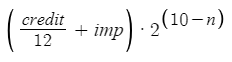 (credit/12 + imp) · 2^(10−n)